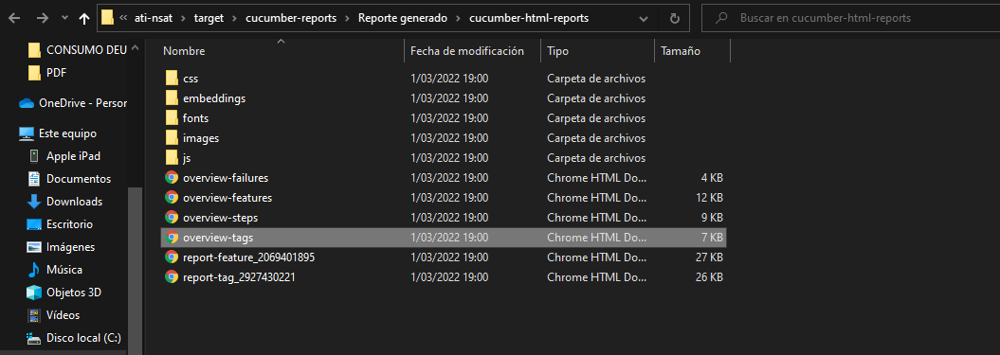 « ati-nsat > target > cucumber-reports > Reporte generado > cucumber-html-reports
Buscar en cucumber-html-reports
CONSUMO DEU
PDF
OneDrive - Person
Este equipo
Apple iPad
Documentos
Downloads
Escritorio
Imágenes
Música
Objetos 3D
Vídeos
Disco local (C:)
Nombre Fecha de modificación Tipo Tamaño
css 1/03/2022 19:00 Carpeta de archivos
embeddings 1/03/2022 19:00 Carpeta de archivos
fonts 1/03/2022 19:00 Carpeta de archivos
images 1/03/2022 19:00 Carpeta de archivos
js 1/03/2022 19:00 Carpeta de archivos
overview-failures 1/03/2022 19:00 Chrome HTML Do... 4 KB
overview-features 1/03/2022 19:00 Chrome HTML Do... 12 KB
overview-steps 1/03/2022 19:00 Chrome HTML Do... 9 KB
overview-tags 1/03/2022 19:00 Chrome HTML Do... 7 KB
report-feature_2069401895 1/03/2022 19:00 Chrome HTML Do... 27 KB
report-tag_2927430221 1/03/2022 19:00 Chrome HTML Do... 26 KB